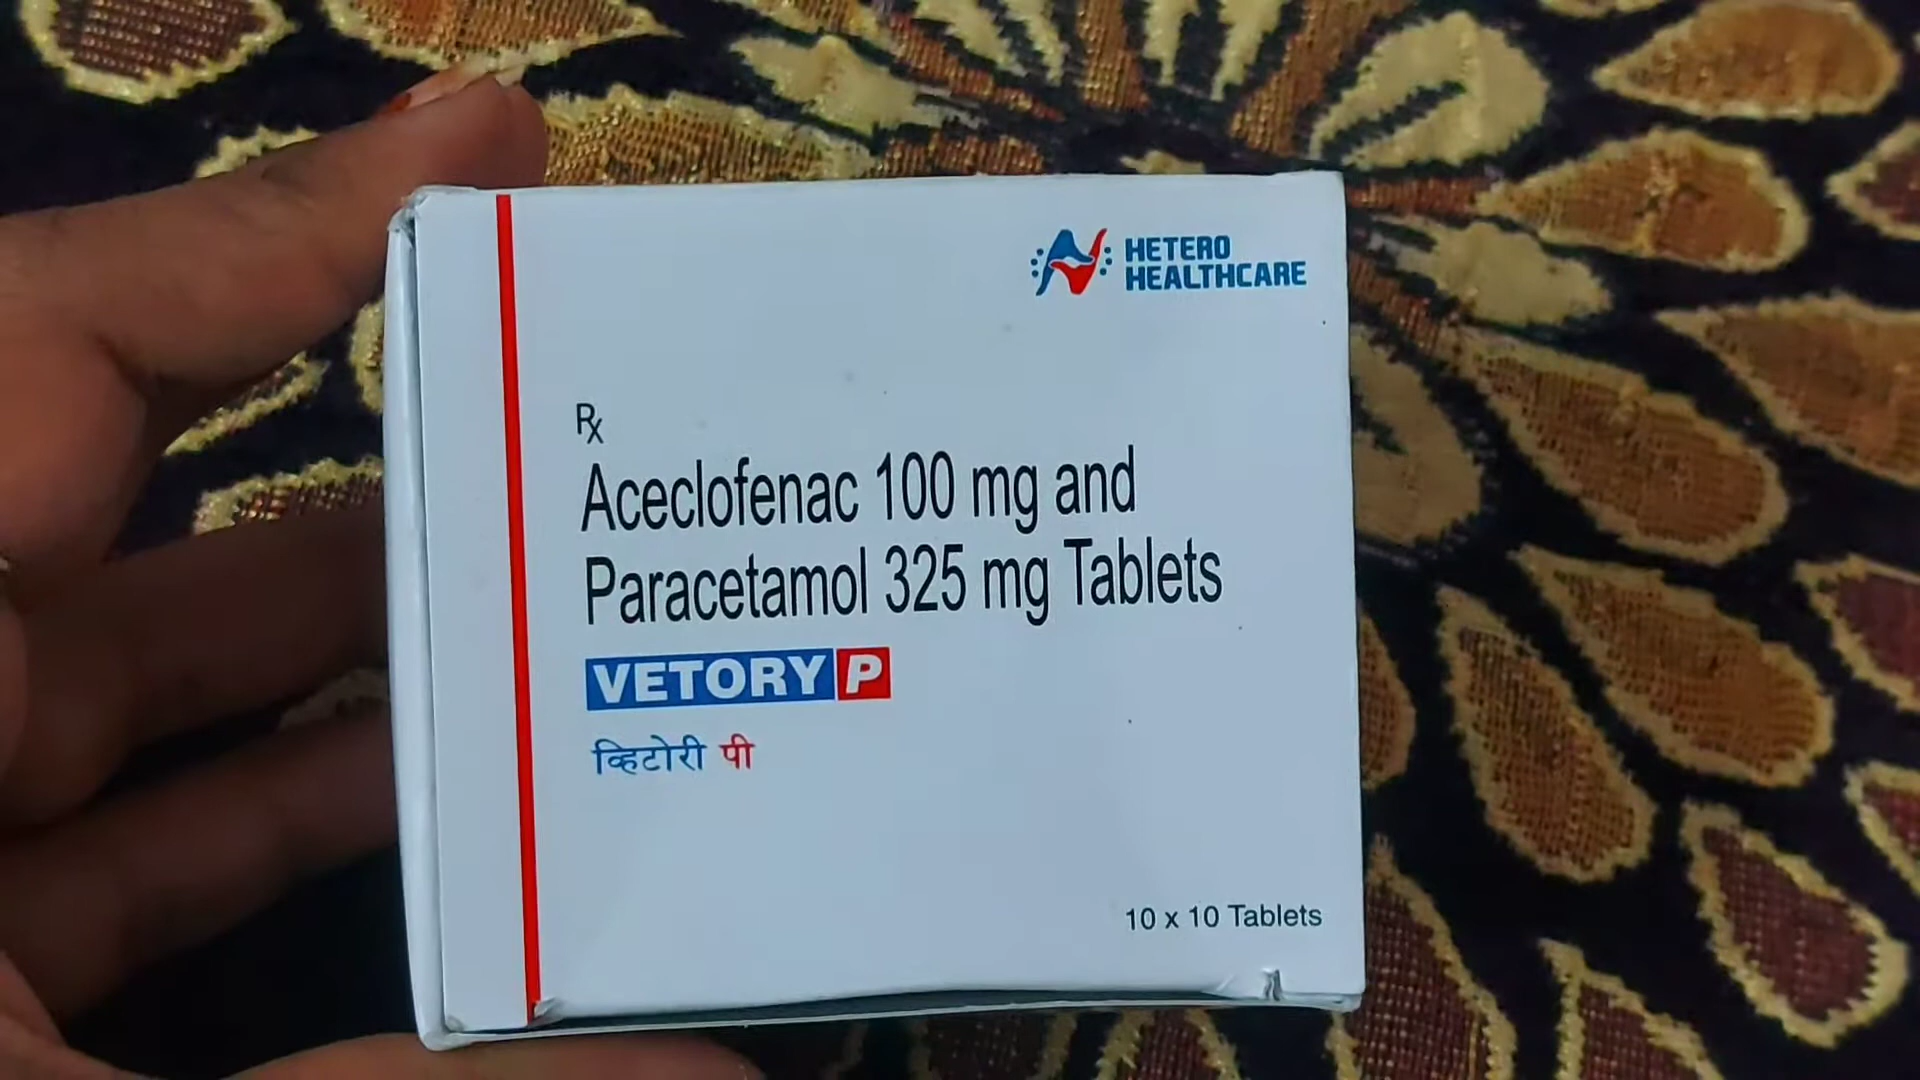 HETERO
HEALTHCARE
Rx
Aceclofenac 100 mg and
Paracetamol 325 mg Tablets
VETORY P
व्हिटोरी पी
10 x 10 Tablets